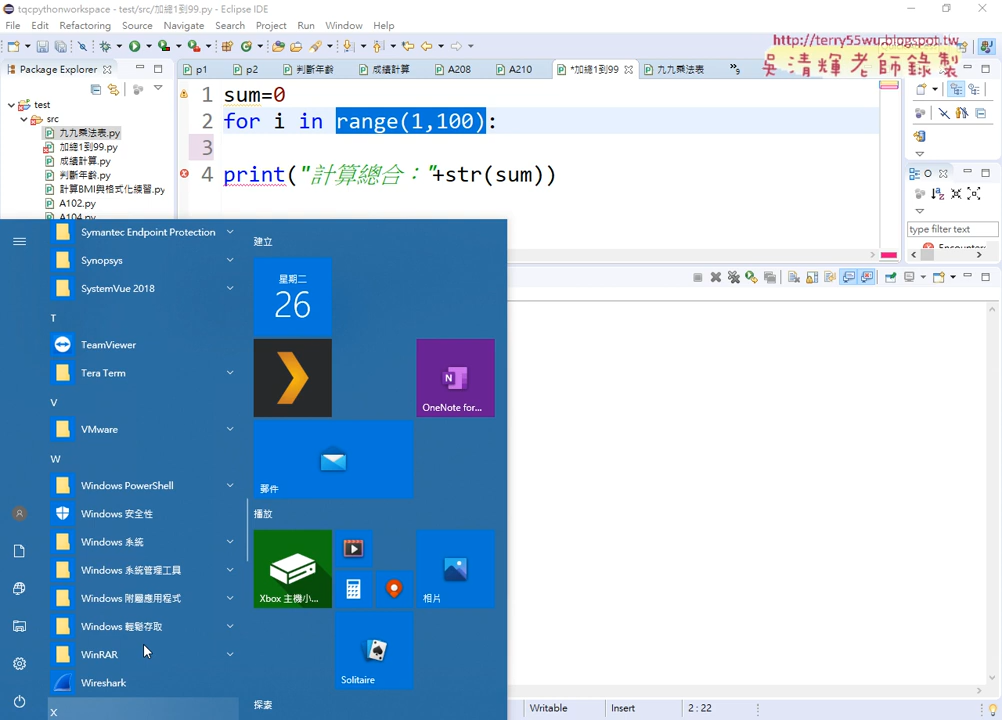 tqcpythonworkspace - test/src/加總1到99.py - Eclipse IDE
File Edit Refactoring Source Navigate Search Project Run Window Help
http://terry55wu.blogspot.tw
吳清輝老師錄製
Package Explorer
p1
p2
判斷年齡
成績計算
A208
A210
*加總1到99
九九乘法表
»9
test
src
九九乘法表.py
加總1到99.py
成績計算.py
判斷年齡.py
計算BMI與格式化練習.py
A102.py
A104.py
1 sum=0
2 for i in range(1,100):
3
4 print("計算總合："+str(sum))
O
type filter text
Encounter
Symantec Endpoint Protection
Synopsys
SystemVue 2018
T
TeamViewer
Tera Term
V
VMware
W
Windows PowerShell
Windows 安全性
Windows 系統
Windows 系統管理工具
Windows 附屬應用程式
Windows 輕鬆存取
WinRAR
Wireshark
X
建立
星期二
26
N
OneNote for...
郵件
播放
Xbox 主機小...
相片
Solitaire
探索
Writable
Insert
2 : 22